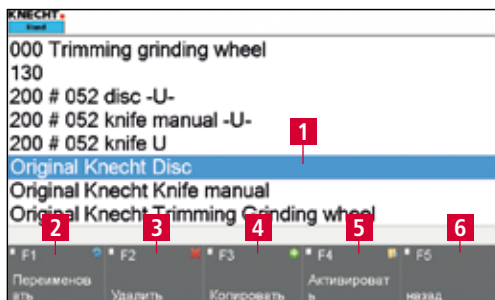 KNECHT
Hand
000 Trimming grinding wheel
130
200 # 052 disc -U-
200 # 052 knife manual -U-
1
200 # 052 knife U
Original Knecht Disc
Original Knecht Knife manual
Original Knecht Trimming Grinding wheel
2 3 4 5 6
F1 F2 F3 F4 F5
Переименов Активироват
ать Удалить Копировать ь назад